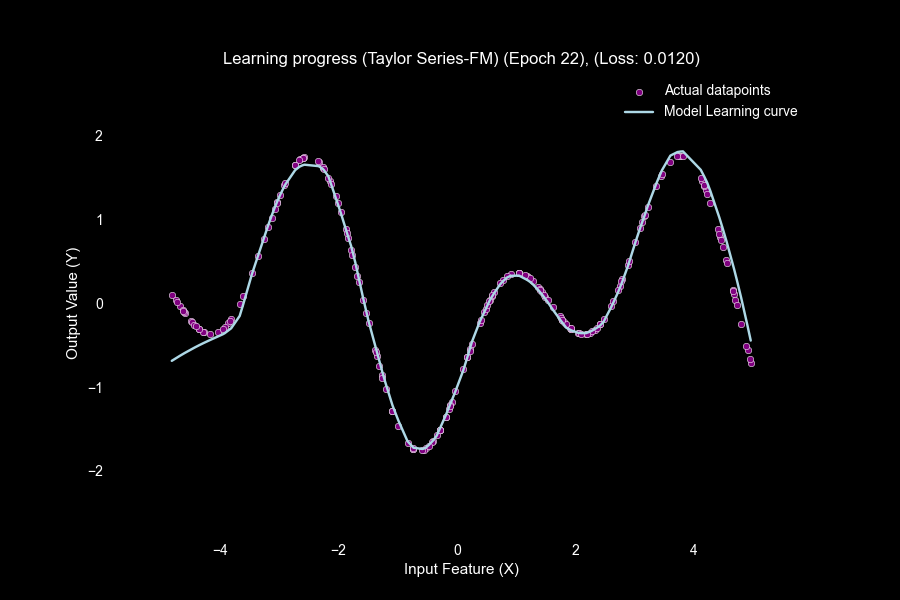 Learning progress (Taylor Series-FM) (Epoch 22), (Loss: 0.0120)
Actual datapoints
Model Learning curve
2
1
0
−1
−2
Output Value (Y)
−4 −2 0 2 4
Input Feature (X)